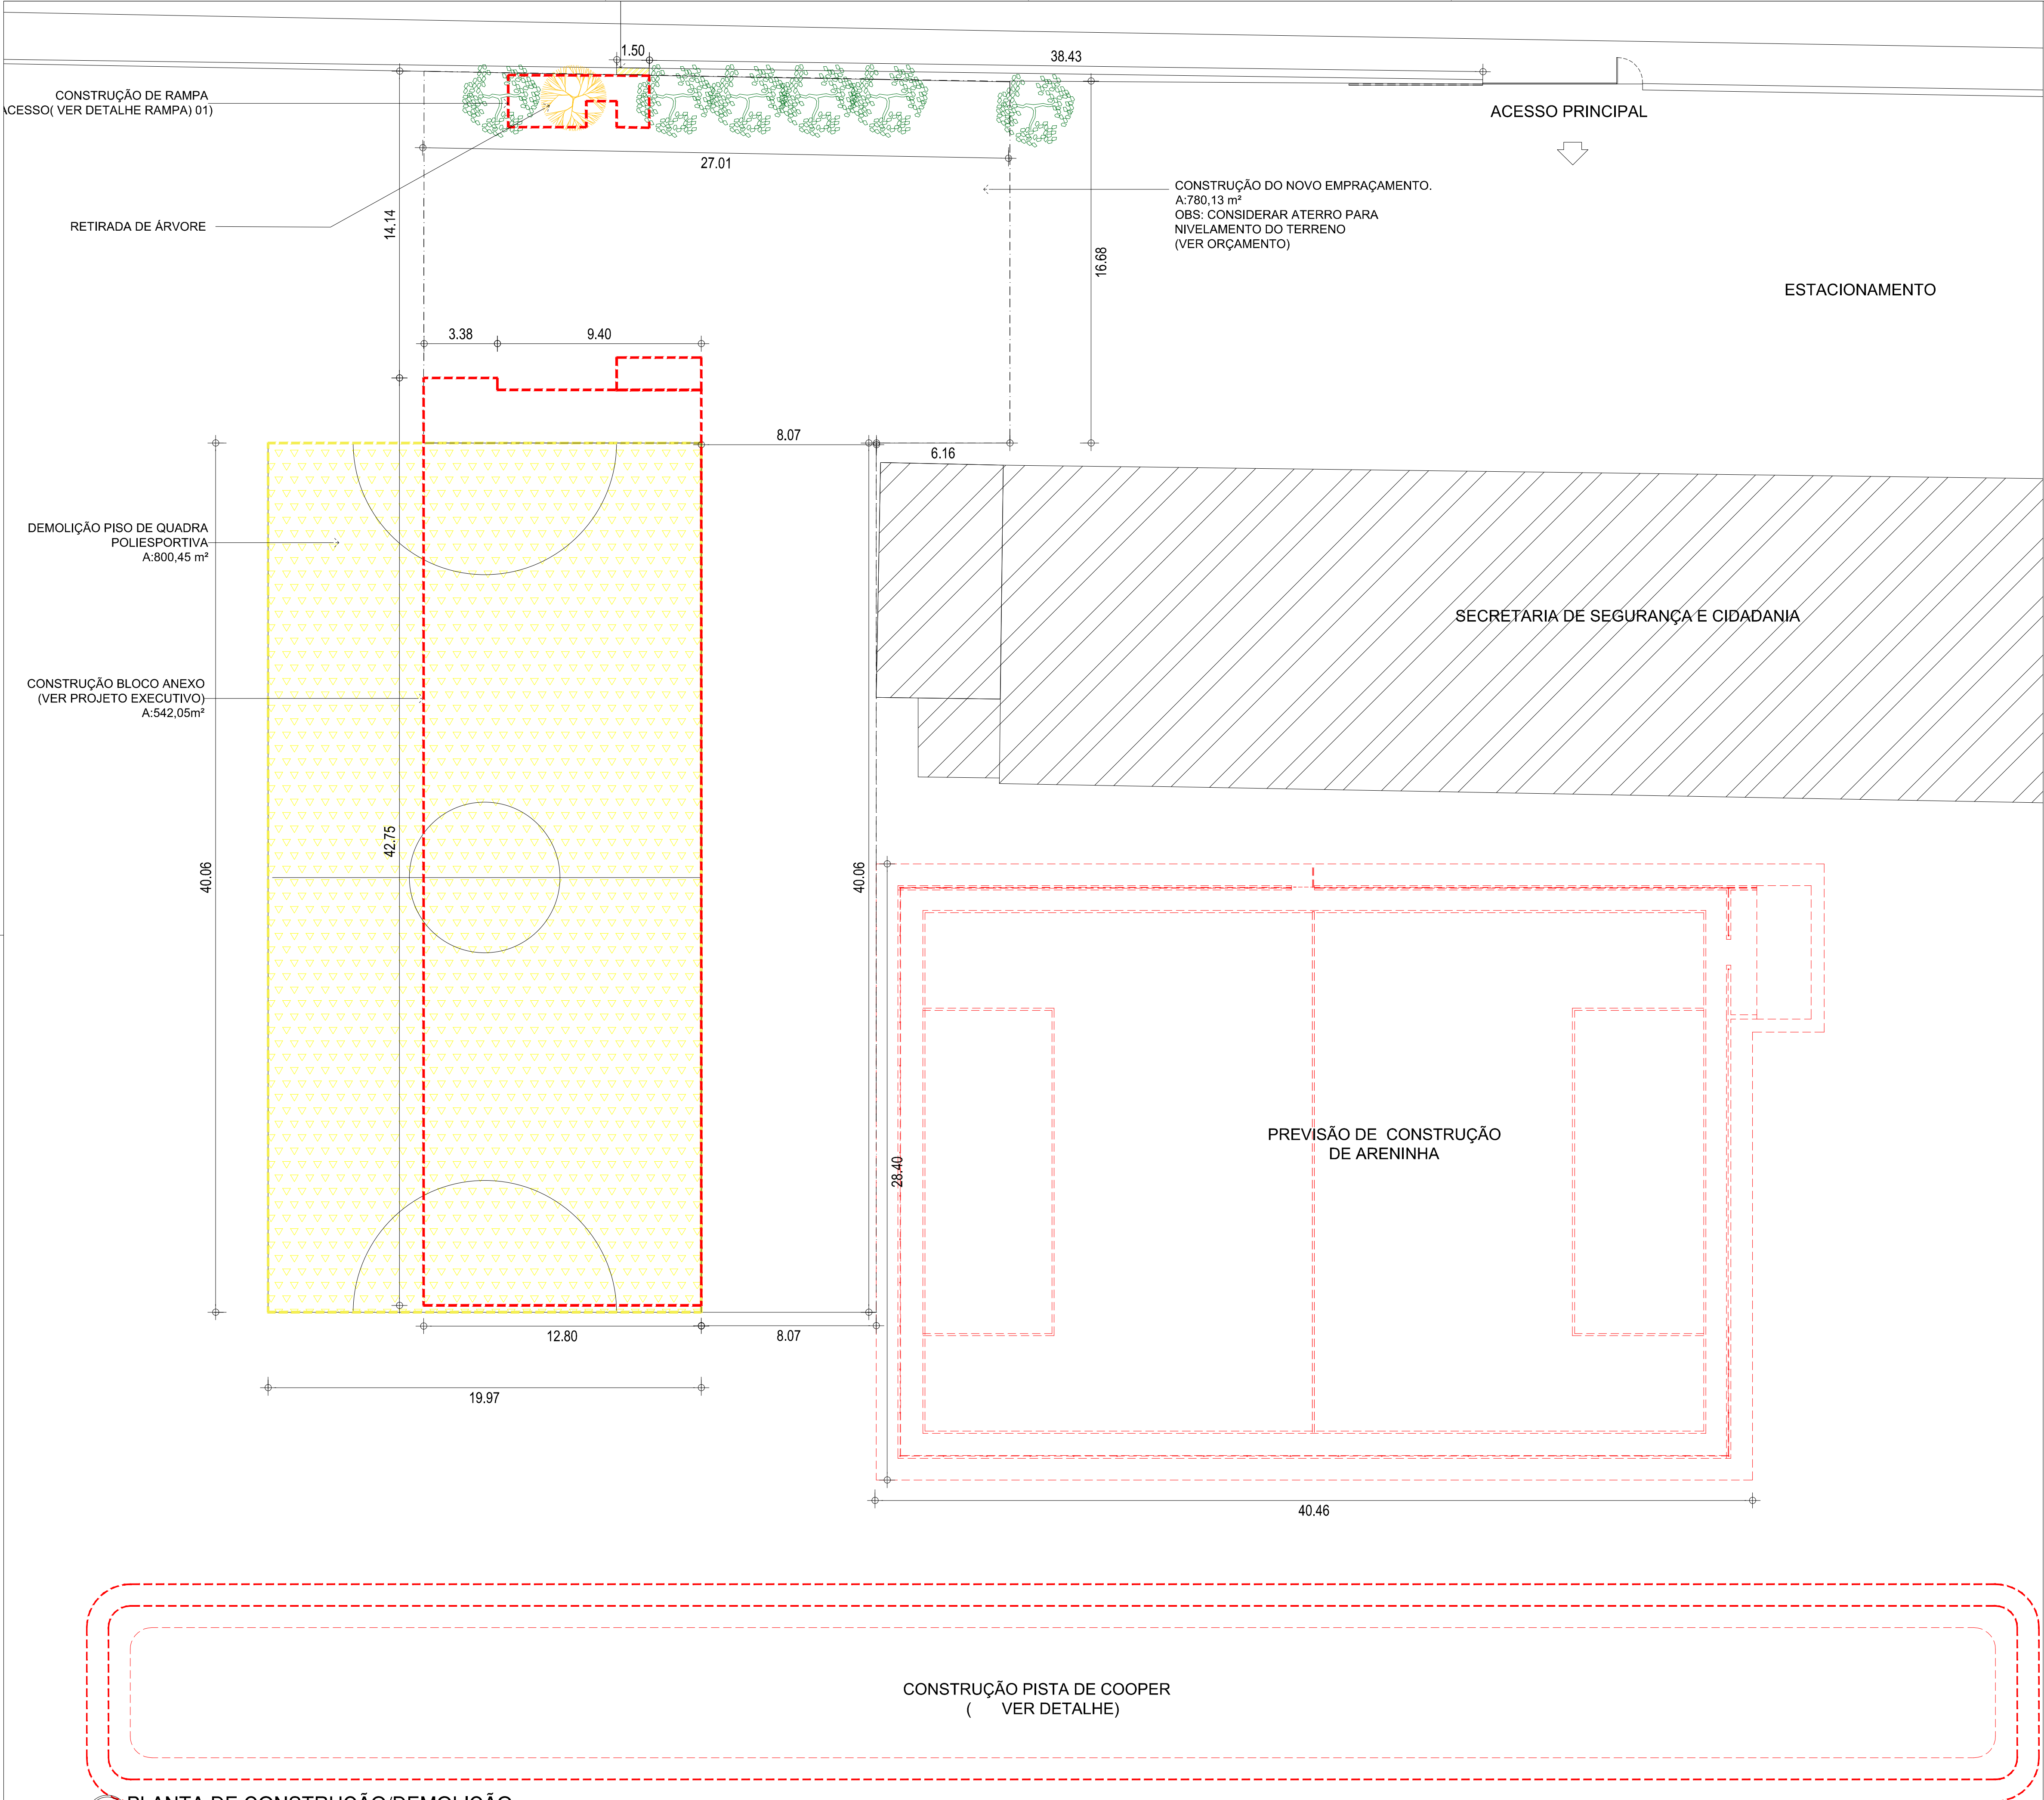 1.50
38.43
CONSTRUÇÃO DE RAMPA
ACESSO( VER DETALHE RAMPA) 01)
ACESSO PRINCIPAL
27.01
CONSTRUÇÃO DO NOVO EMPRAÇAMENTO.
A:780,13 m²
OBS: CONSIDERAR ATERRO PARA
NIVELAMENTO DO TERRENO
(VER ORÇAMENTO)
RETIRADA DE ÁRVORE
14.14
16.68
ESTACIONAMENTO
3.38
9.40
8.07
6.16
DEMOLIÇÃO PISO DE QUADRA
POLIESPORTIVA
A:800,45 m²
SECRETARIA DE SEGURANÇA E CIDADANIA
CONSTRUÇÃO BLOCO ANEXO
(VER PROJETO EXECUTIVO)
A:542,05m²
40.06
42.75
40.06
28.40
PREVISÃO DE CONSTRUÇÃO
DE ARENINHA
12.80
8.07
19.97
40.46
CONSTRUÇÃO PISTA DE COOPER
( VER DETALHE)
PLANTA DE CONSTRUÇÃO/DEMOLIÇÃO